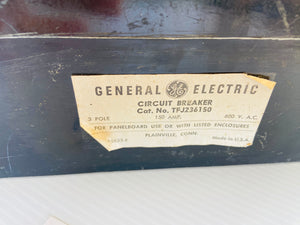 GENERAL GE ELECTRIC
CIRCUIT BREAKER
Cat. No. TFJ236150
3 POLE 150 AMP. 600 V. A.C.
FOR PANELBOARD USE OR WITH LISTED ENCLOSURES
PLAINVILLE, CONN. Made in U.S.A.